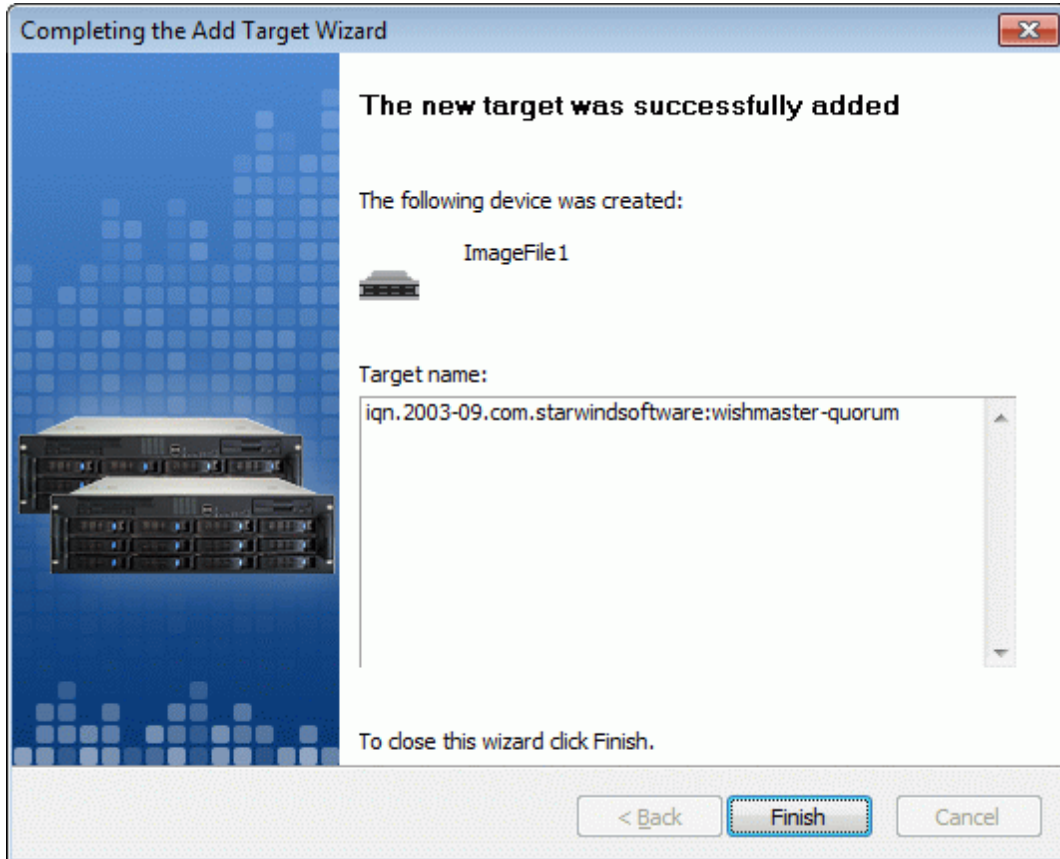 Completing the Add Target Wizard
The new target was successfully added
The following device was created:
ImageFile1
Target name:
iqn.2003-09.com.starwindsoftware:wishmaster-quorum
To close this wizard click Finish.
< Back
Finish
Cancel